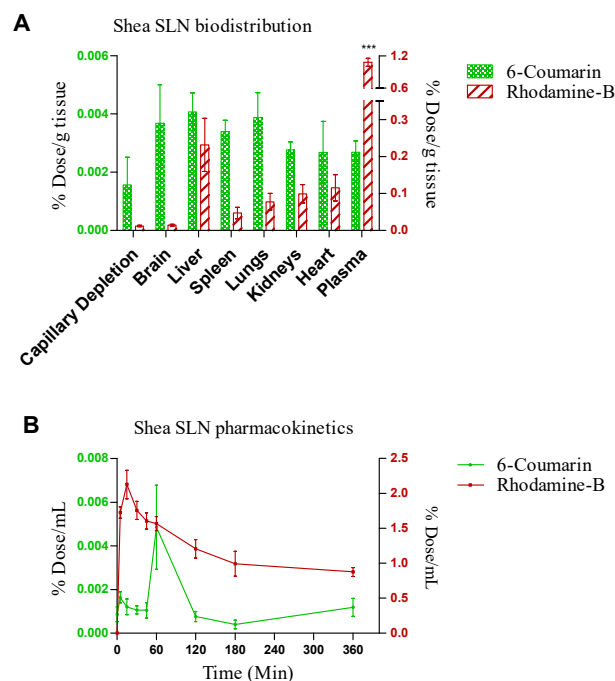 A
Shea SLN biodistribution
% Dose/g tissue
0.006
0.004
0.002
0.000
1.2
0.6
0.3
0.2
0.1
0.0
% Dose/g tissue
***
6-Coumarin
Rhodamine-B
Capillary Depletion
Brain
Liver
Spleen
Lungs
Kidneys
Heart
Plasma
B
Shea SLN pharmacokinetics
% Dose/mL
0.008
0.006
0.004
0.002
0.000
2.5
2.0
1.5
1.0
0.5
0.0
% Dose/mL
6-Coumarin
Rhodamine-B
0 60 120 180 240 300 360
Time (Min)